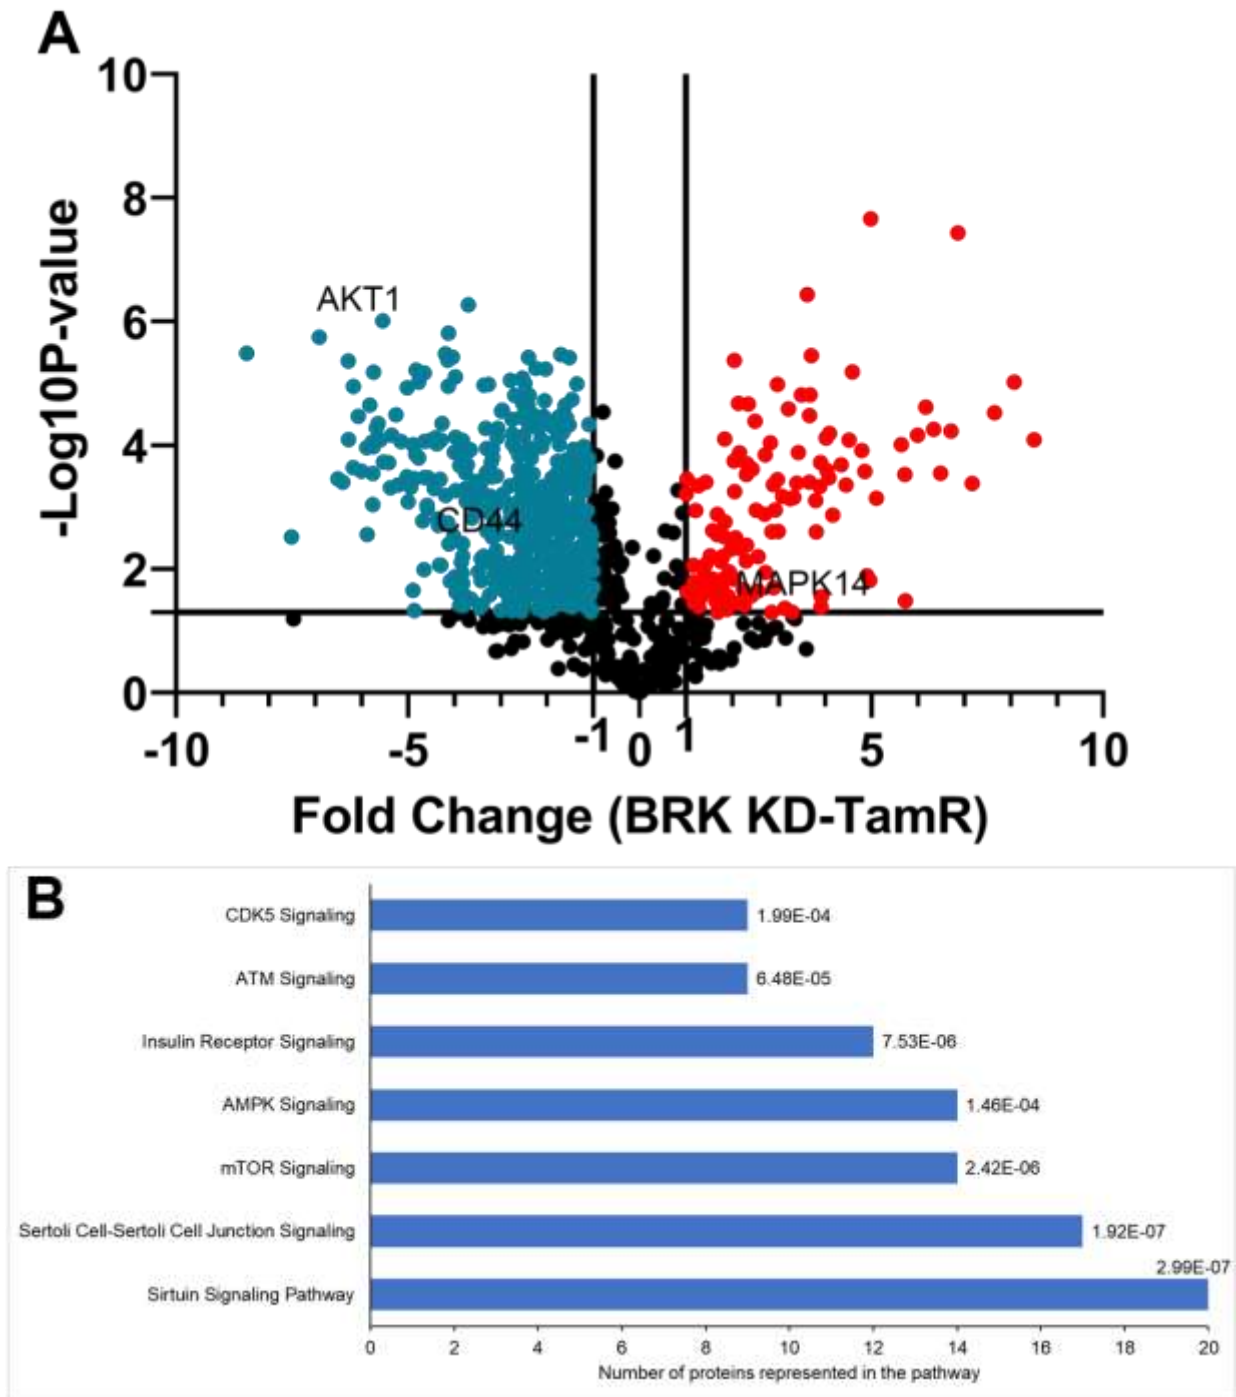 A
10
8
6
4
2
0
-Log10P-value
AKT1
CD44
MAPK14
-10
-5
-1
0
1
5
10
Fold Change (BRK KD-TamR)
B
CDK5 Signaling
1.99E-04
ATM Signaling
6.48E-05
Insulin Receptor Signaling
7.53E-06
AMPK Signaling
1.46E-04
mTOR Signaling
2.42E-06
Sertoli Cell-Sertoli Cell Junction Signaling
1.92E-07
Sirtuin Signaling Pathway
2.99E-07
0 2 4 6 8 10 12 14 16 18 20
Number of proteins represented in the pathway